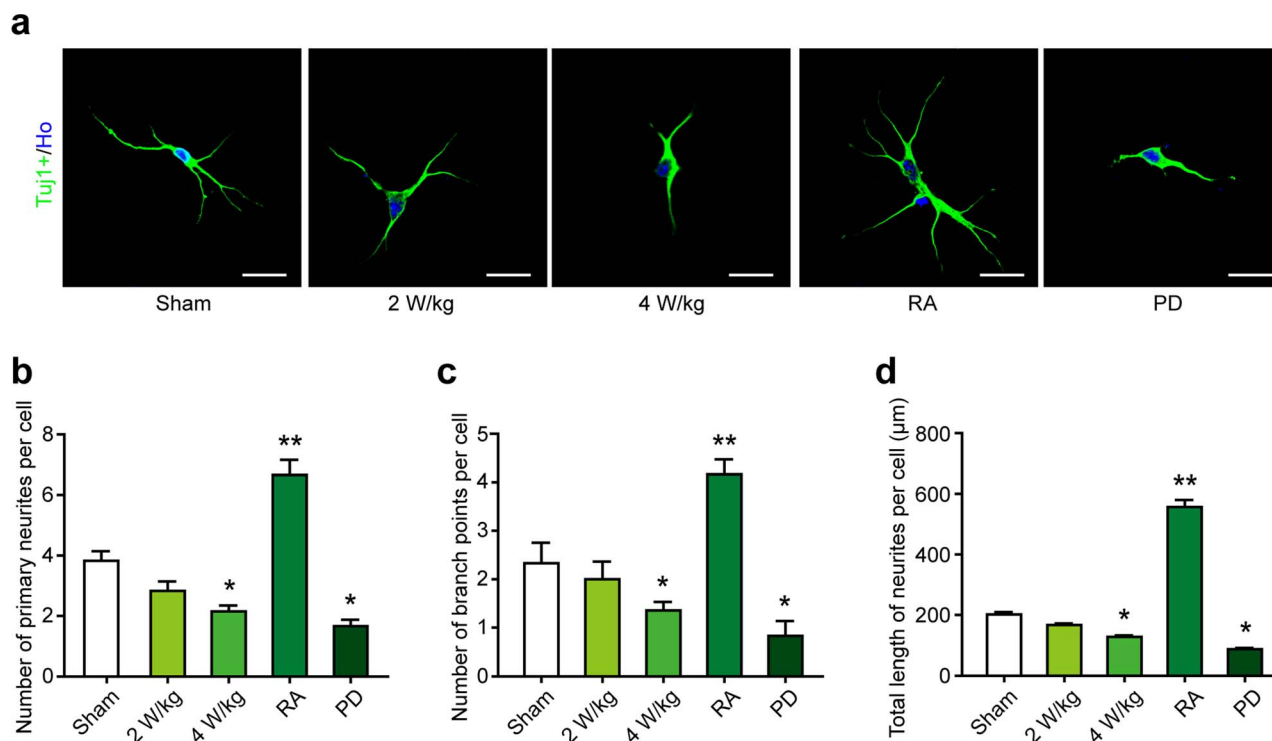 a
Tuj1+/Ho
Sham
2 W/kg
4 W/kg
RA
PD
b
Number of primary neurites per cell
8
6
4
2
0
*
**
*
Sham
2 W/kg
4 W/kg
RA
PD
c
Number of branch points per cell
5
4
3
2
1
0
*
**
*
Sham
2 W/kg
4 W/kg
RA
PD
d
Total length of neurites per cell (μm)
800
600
400
200
0
*
**
*
Sham
2 W/kg
4 W/kg
RA
PD